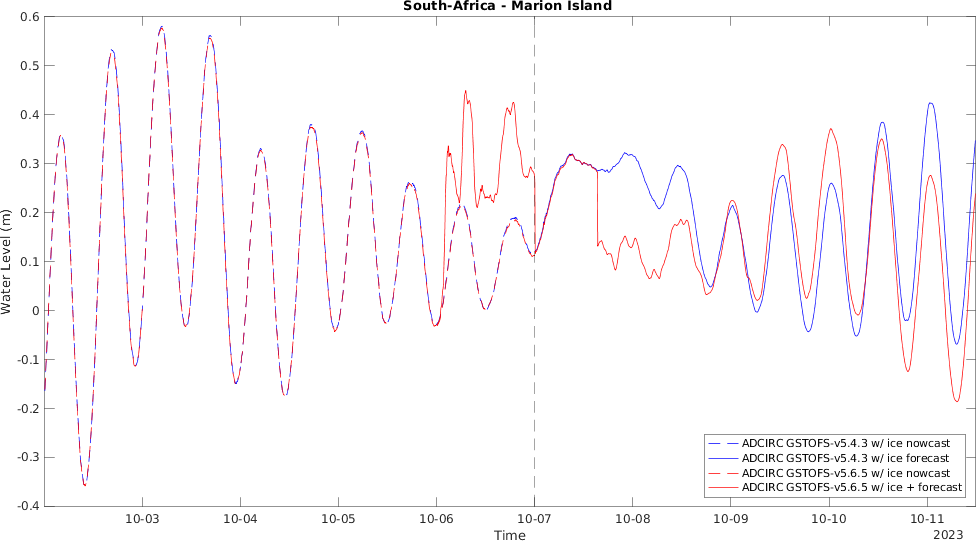 South-Africa - Marion Island
0.6
0.5
0.4
0.3
0.2
0.1
0
-0.1
-0.2
-0.3
-0.4
Water Level (m)
ADCIRC GSTOFS-v5.4.3 w/ ice nowcast
ADCIRC GSTOFS-v5.4.3 w/ ice forecast
ADCIRC GSTOFS-v5.6.5 w/ ice nowcast
ADCIRC GSTOFS-v5.6.5 w/ ice + forecast
10-03 10-04 10-05 10-06 10-07 10-08 10-09 10-10 10-11
Time
2023